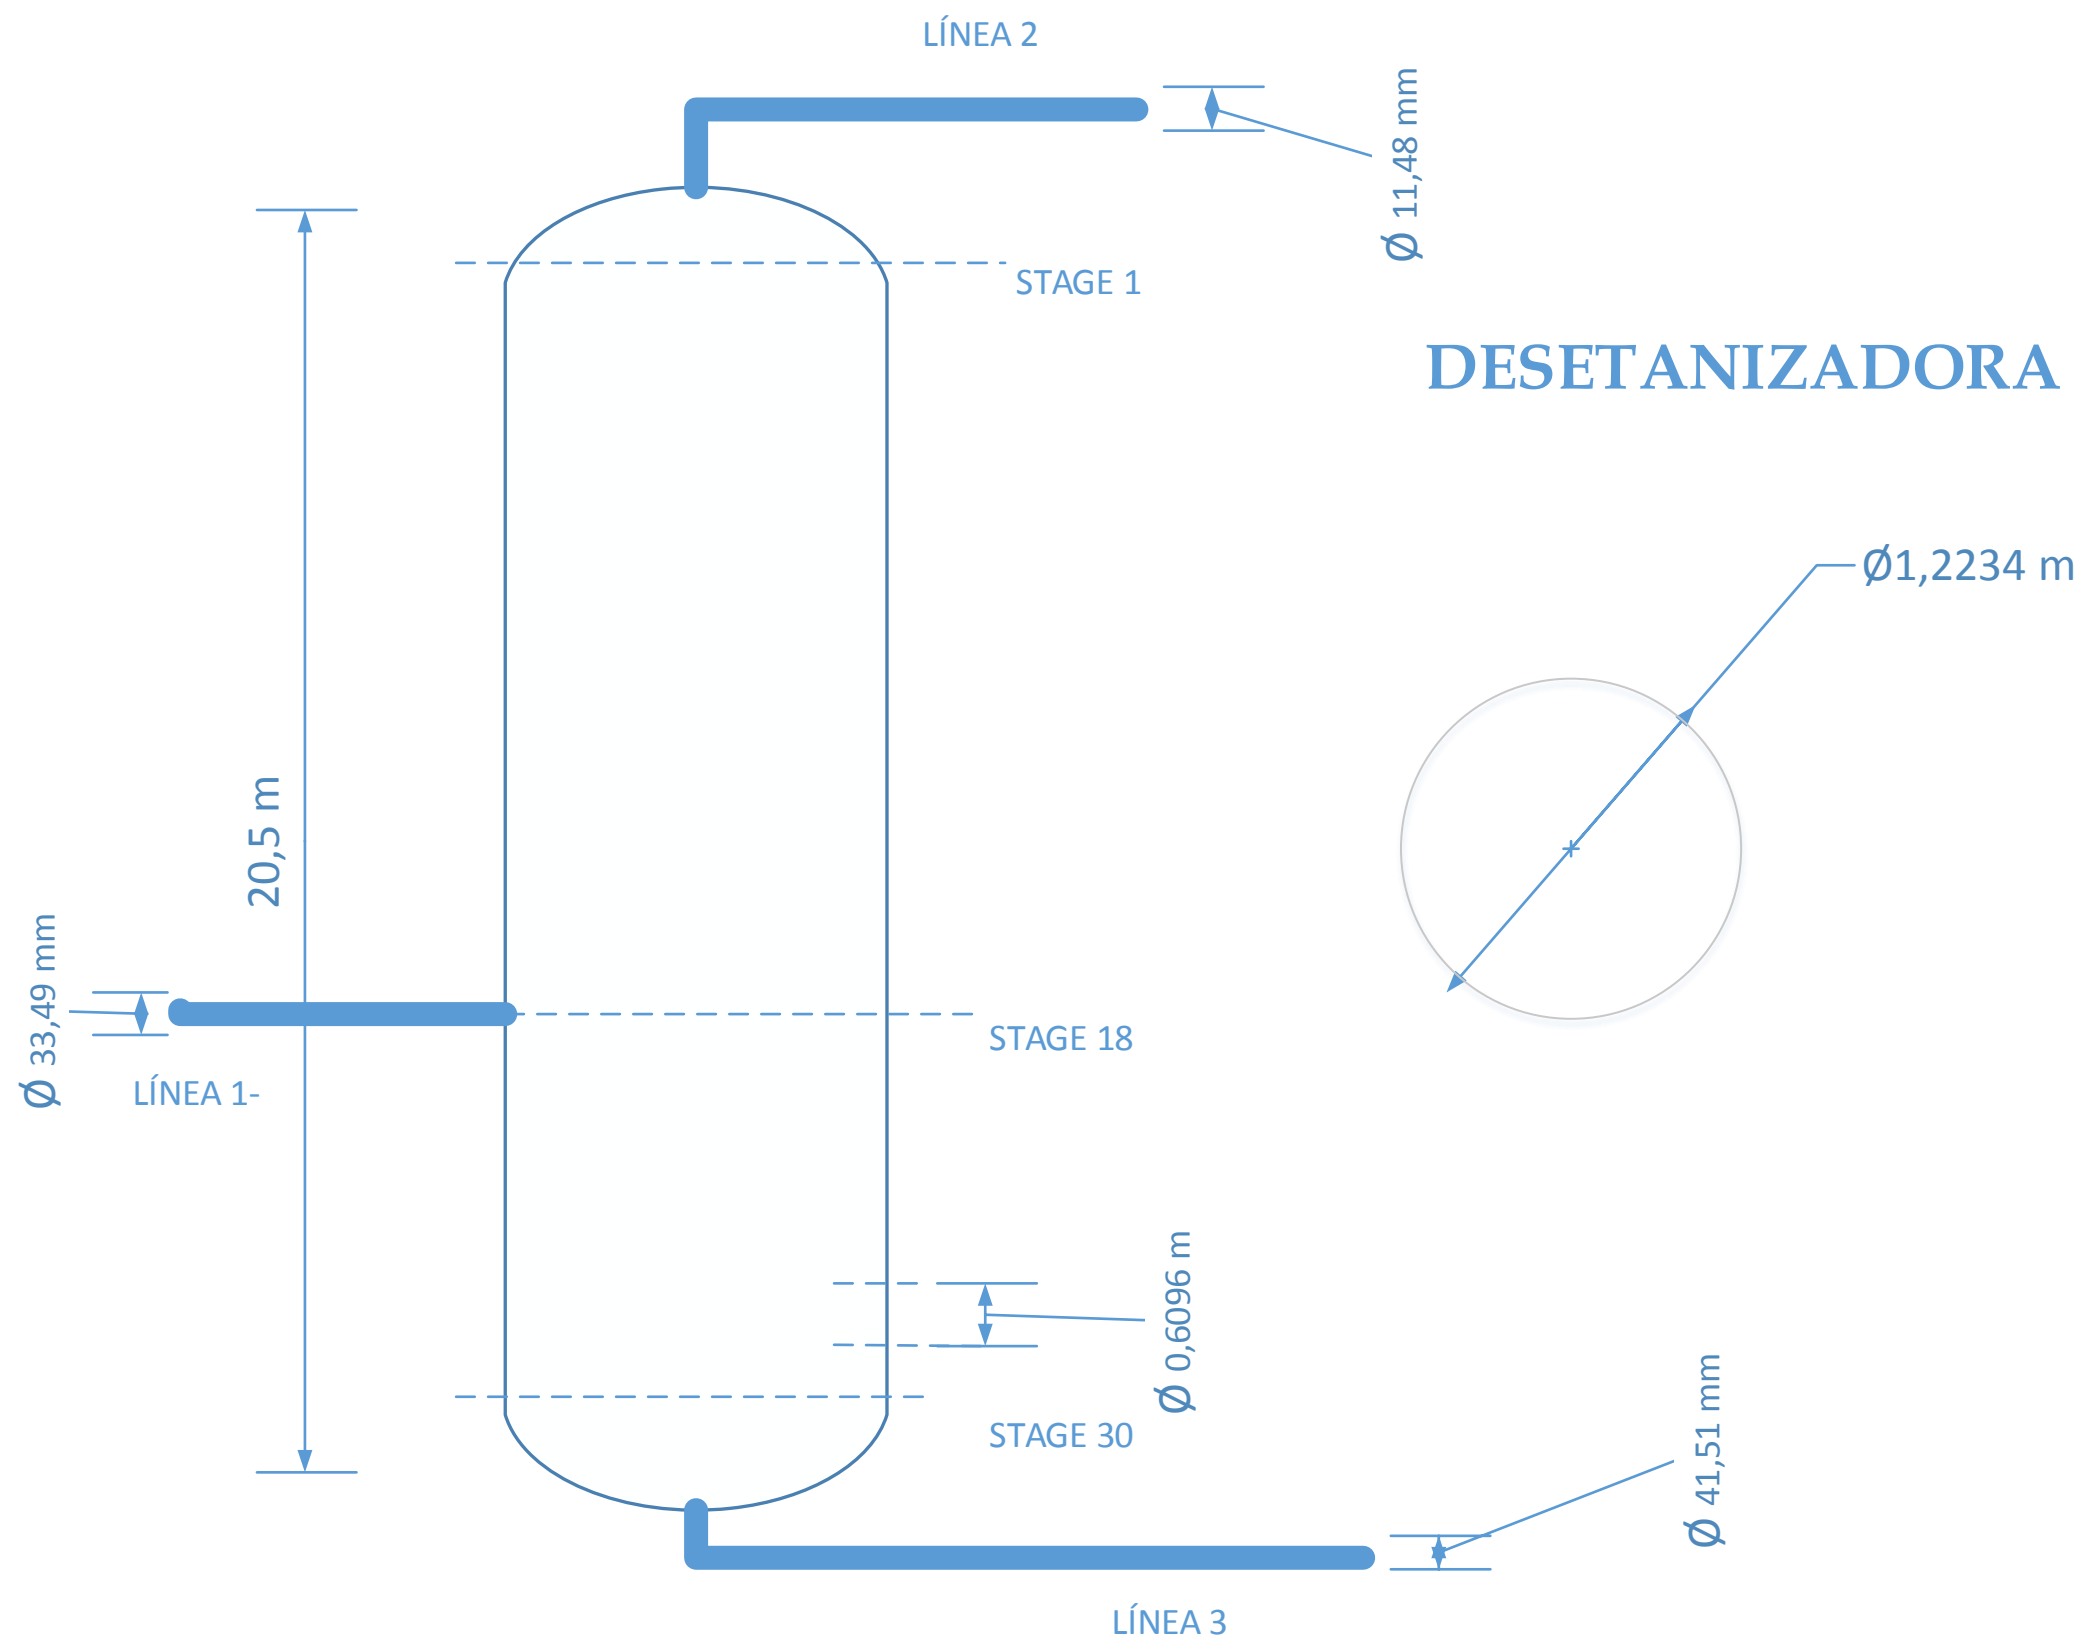 LÍNEA 2
Ø 11,48 mm
STAGE 1
DESETANIZADORA
Ø1,2234 m
20,5 m
Ø 33,49 mm
STAGE 18
LÍNEA 1-
Ø 0,6096 m
STAGE 30
Ø 41,51 mm
LÍNEA 3